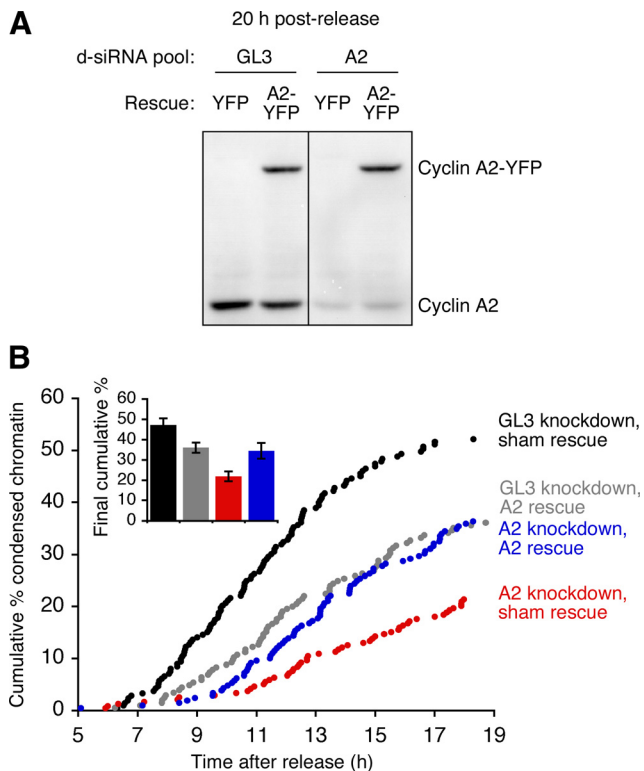 A
20 h post-release
d-siRNA pool: GL3 A2
Rescue: YFP A2-YFP YFP A2-YFP
Cyclin A2-YFP
Cyclin A2
B
Cumulative % condensed chromatin
60
50
40
30
20
10
0
Final cumulative %
60
50
40
30
20
10
0
GL3 knockdown,
sham rescue
GL3 knockdown,
A2 rescue
A2 knockdown,
A2 rescue
A2 knockdown,
sham rescue
5 7 9 11 13 15 17 19
Time after release (h)